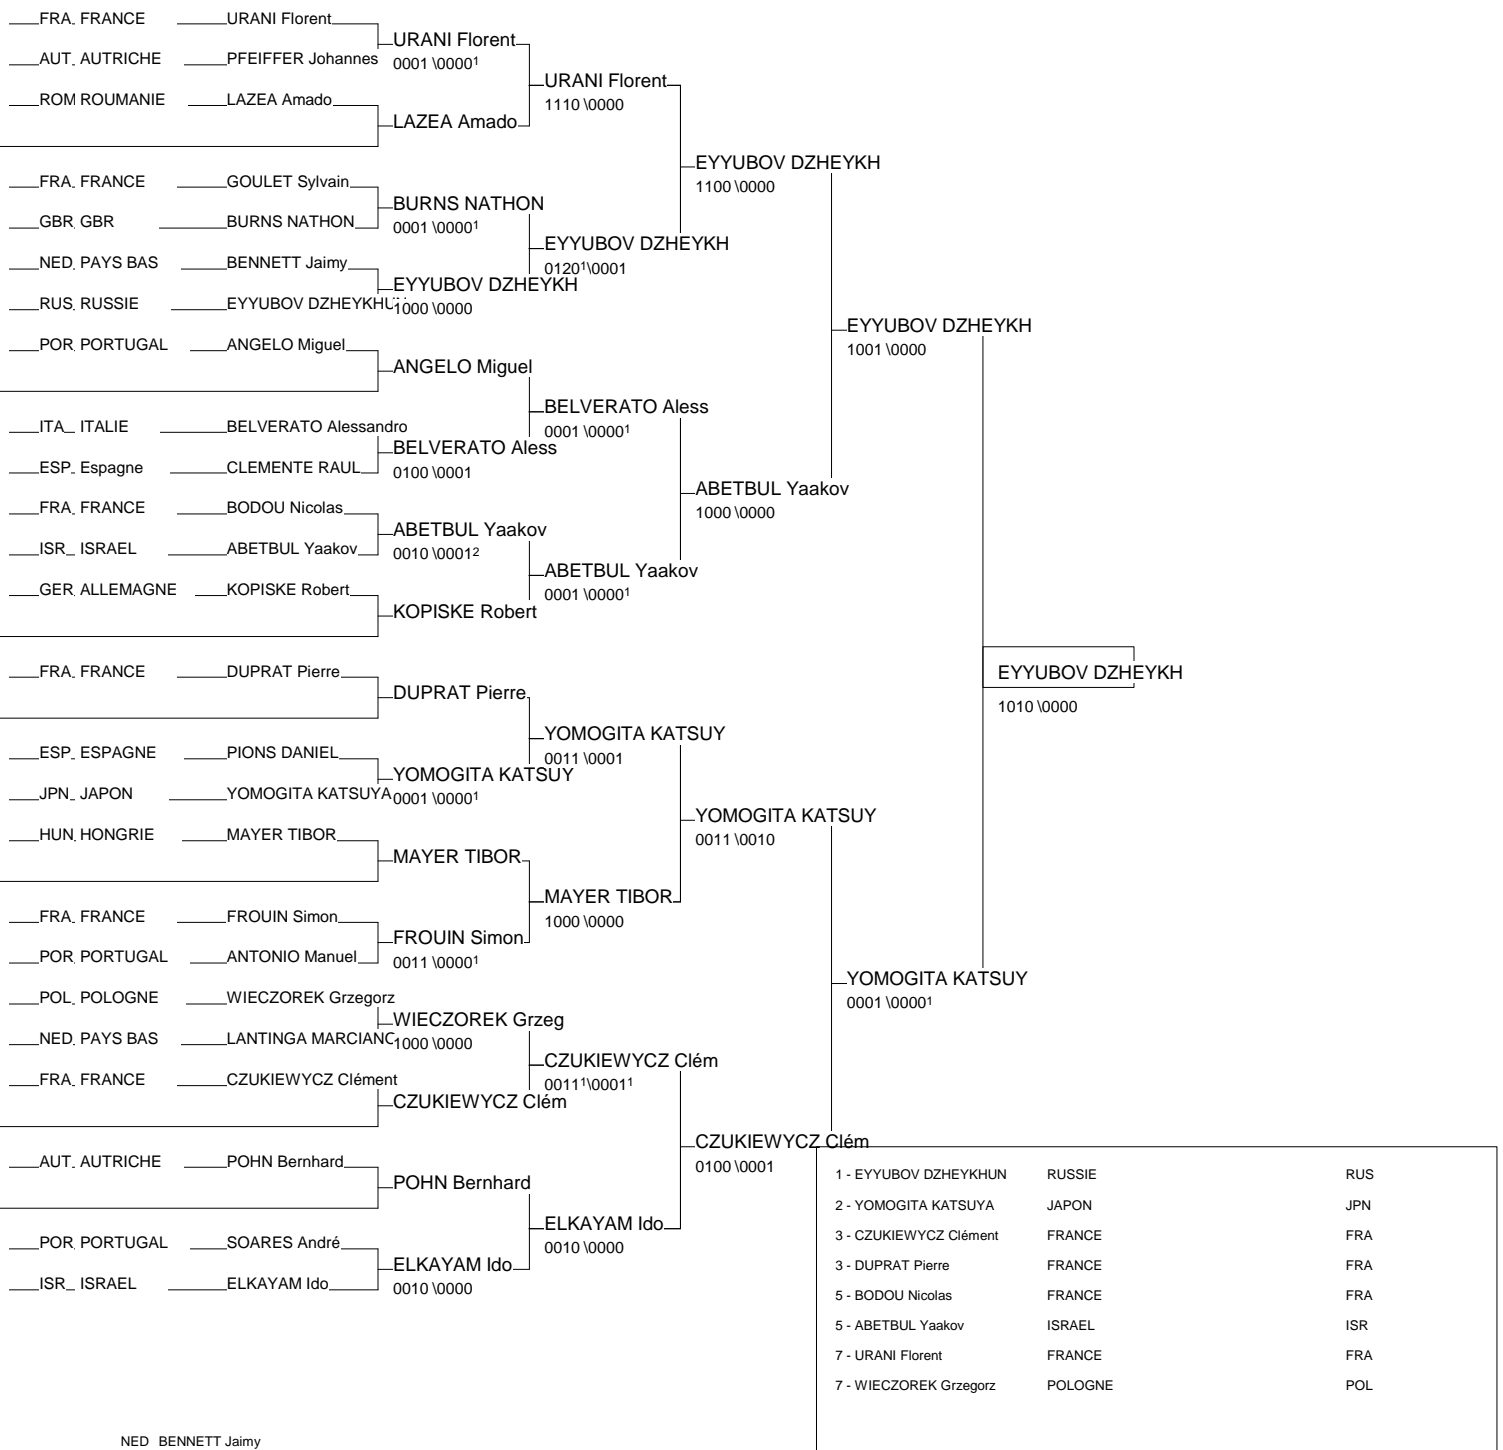 FRA FRANCE URANI Florent
URANI Florent
AUT AUTRICHE PFEIFFER Johannes 0001 \0000¹
URANI Florent
ROM ROUMANIE LAZEA Amado 1110 \0000
LAZEA Amado
EYYUBOV DZHEYKH
FRA FRANCE GOULET Sylvain 1100 \0000
BURNS NATHON
GBR GBR BURNS NATHON 0001 \0000¹
EYYUBOV DZHEYKH
NED PAYS BAS BENNETT Jaimy 0120¹\0001
EYYUBOV DZHEYKH
RUS RUSSIE EYYUBOV DZHEYKHU 1000 \0000
EYYUBOV DZHEYKH
POR PORTUGAL ANGELO Miguel 1001 \0000
ANGELO Miguel
BELVERATO Aless
ITA ITALIE BELVERATO Alessandro 0001 \0000¹
BELVERATO Aless
ESP Espagne CLEMENTE RAUL 0100 \0001
ABETBUL Yaakov
FRA FRANCE BODOU Nicolas 1000 \0000
ABETBUL Yaakov
ISR ISRAEL ABETBUL Yaakov 0010 \0001²
ABETBUL Yaakov
GER ALLEMAGNE KOPISKE Robert 0001 \0000¹
KOPISKE Robert
FRA FRANCE DUPRAT Pierre EYYUBOV DZHEYKH
DUPRAT Pierre
1010 \0000
YOMOGITA KATSUY
ESP ESPAGNE PIONS DANIEL 0011 \0001
YOMOGITA KATSUY
JPN JAPON YOMOGITA KATSUYA 0001 \0000¹
YOMOGITA KATSUY
HUN HONGRIE MAYER TIBOR 0011 \0010
MAYER TIBOR
MAYER TIBOR
FRA FRANCE FROUIN Simon 1000 \0000
FROUIN Simon
POR PORTUGAL ANTONIO Manuel 0011 \0000¹
YOMOGITA KATSUY
POL POLOGNE WIECZOREK Grzegorz 0001 \0000¹
WIECZOREK Grzeg
NED PAYS BAS LANTINGA MARCIANO 1000 \0000
CZUKIEWYCZ Clém
FRA FRANCE CZUKIEWYCZ Clément 0011¹\0001¹
CZUKIEWYCZ Clém
CZUKIEWYCZ Clém
AUT AUTRICHE POHN Bernhard 0100 \0001
POHN Bernhard
ELKAYAM Ido
POR PORTUGAL SOARES André 0010 \0000
ELKAYAM Ido
ISR ISRAEL ELKAYAM Ido 0010 \0000
1 - EYYUBOV DZHEYKHUN RUSSIE RUS
2 - YOMOGITA KATSUYA JAPON JPN
3 - CZUKIEWYCZ Clément FRANCE FRA
3 - DUPRAT Pierre FRANCE FRA
5 - BODOU Nicolas FRANCE FRA
5 - ABETBUL Yaakov ISRAEL ISR
7 - URANI Florent FRANCE FRA
7 - WIECZOREK Grzegorz POLOGNE POL
NED BENNETT Jaimy